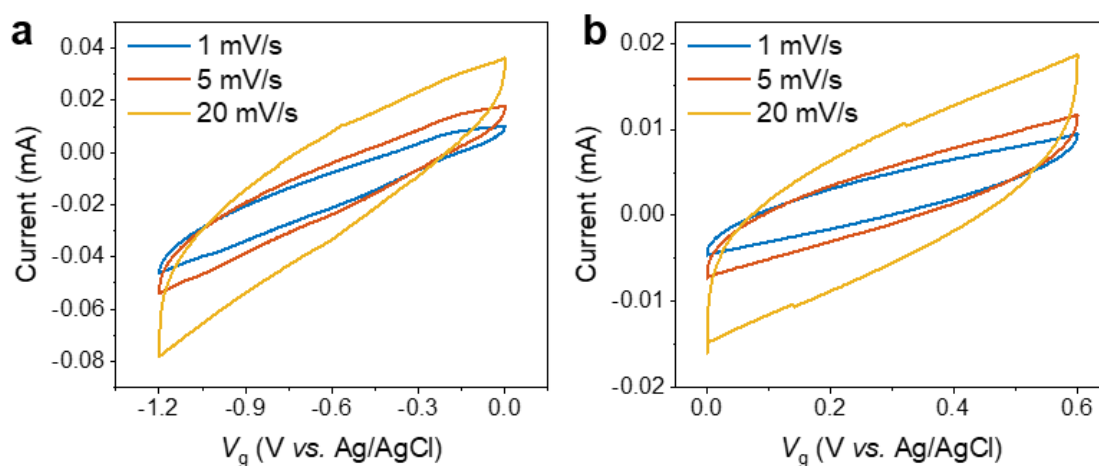 a
1 mV/s
5 mV/s
20 mV/s
0.04
0.02
0.00
-0.02
-0.04
-0.06
-0.08
Current (mA)
-1.2 -0.9 -0.6 -0.3 0.0
Vg (V vs. Ag/AgCl)
b
1 mV/s
5 mV/s
20 mV/s
0.02
0.01
0.00
-0.01
-0.02
Current (mA)
0.0 0.2 0.4 0.6
Vg (V vs. Ag/AgCl)